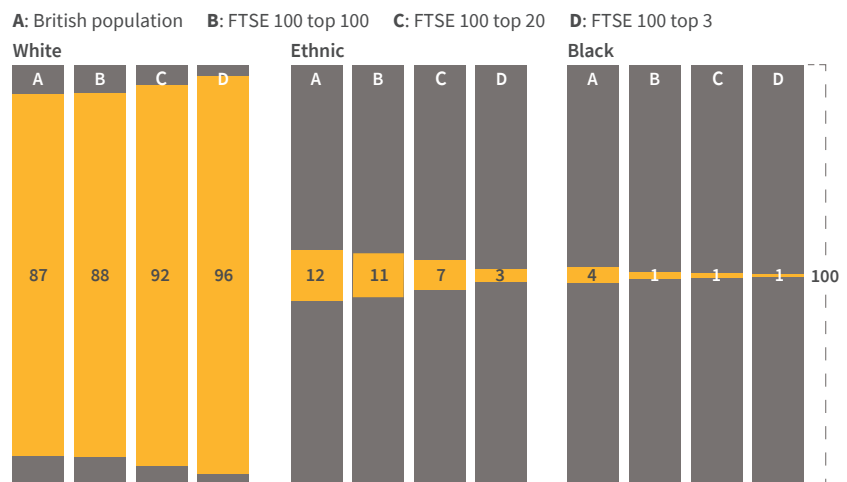 A: British population B: FTSE 100 top 100 C: FTSE 100 top 20 D: FTSE 100 top 3
White Ethnic Black
A B C D A B C D A B C D
87 88 92 96 12 11 7 3 4 1 1 1 100